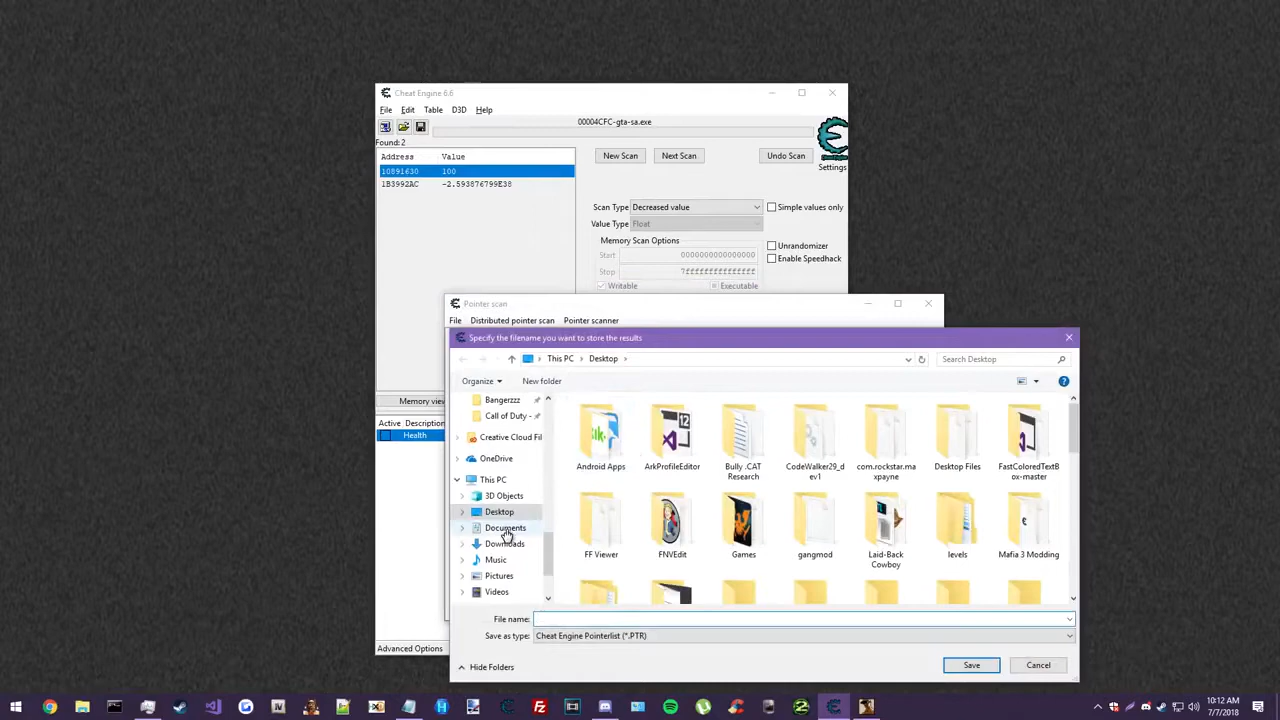 Cheat Engine 6.6
File Edit Table D3D Help
00004CFC-gta-sa.exe
Found: 2
Address Value
10891630 100
1B3992AC -2.593876799E38
New Scan Next Scan Undo Scan
Settings
Scan Type Decreased value Simple values only
Value Type Float
Memory Scan Options
Unrandomizer
Start 0000000000000000
Enable Speedhack
Stop 7fffffffffffffff
Writable Executable
Pointer scan
File Distributed pointer scan Pointer scanner
Specify the filename you want to store the results
This PC Desktop Search Desktop
Organize New folder
Memory view
Active Description
Health
Bangerzzz
Call of Duty -
Creative Cloud Fil
OneDrive
This PC
3D Objects
Desktop
Documents
Downloads
Music
Pictures
Videos
Android Apps
ArkProfileEditor
Bully .CAT
Research
CodeWalker29_d
ev1
com.rockstar.ma
xpayne
Desktop Files
FastColoredTextB
ox-master
FF Viewer
FNVEdit
Games
gangmod
Laid-Back
Cowboy
levels
Mafia 3 Modding
File name:
Save as type: Cheat Engine Pointerlist (*.PTR)
Advanced Options
Hide Folders Save Cancel
10:12 AM
7/7/2018